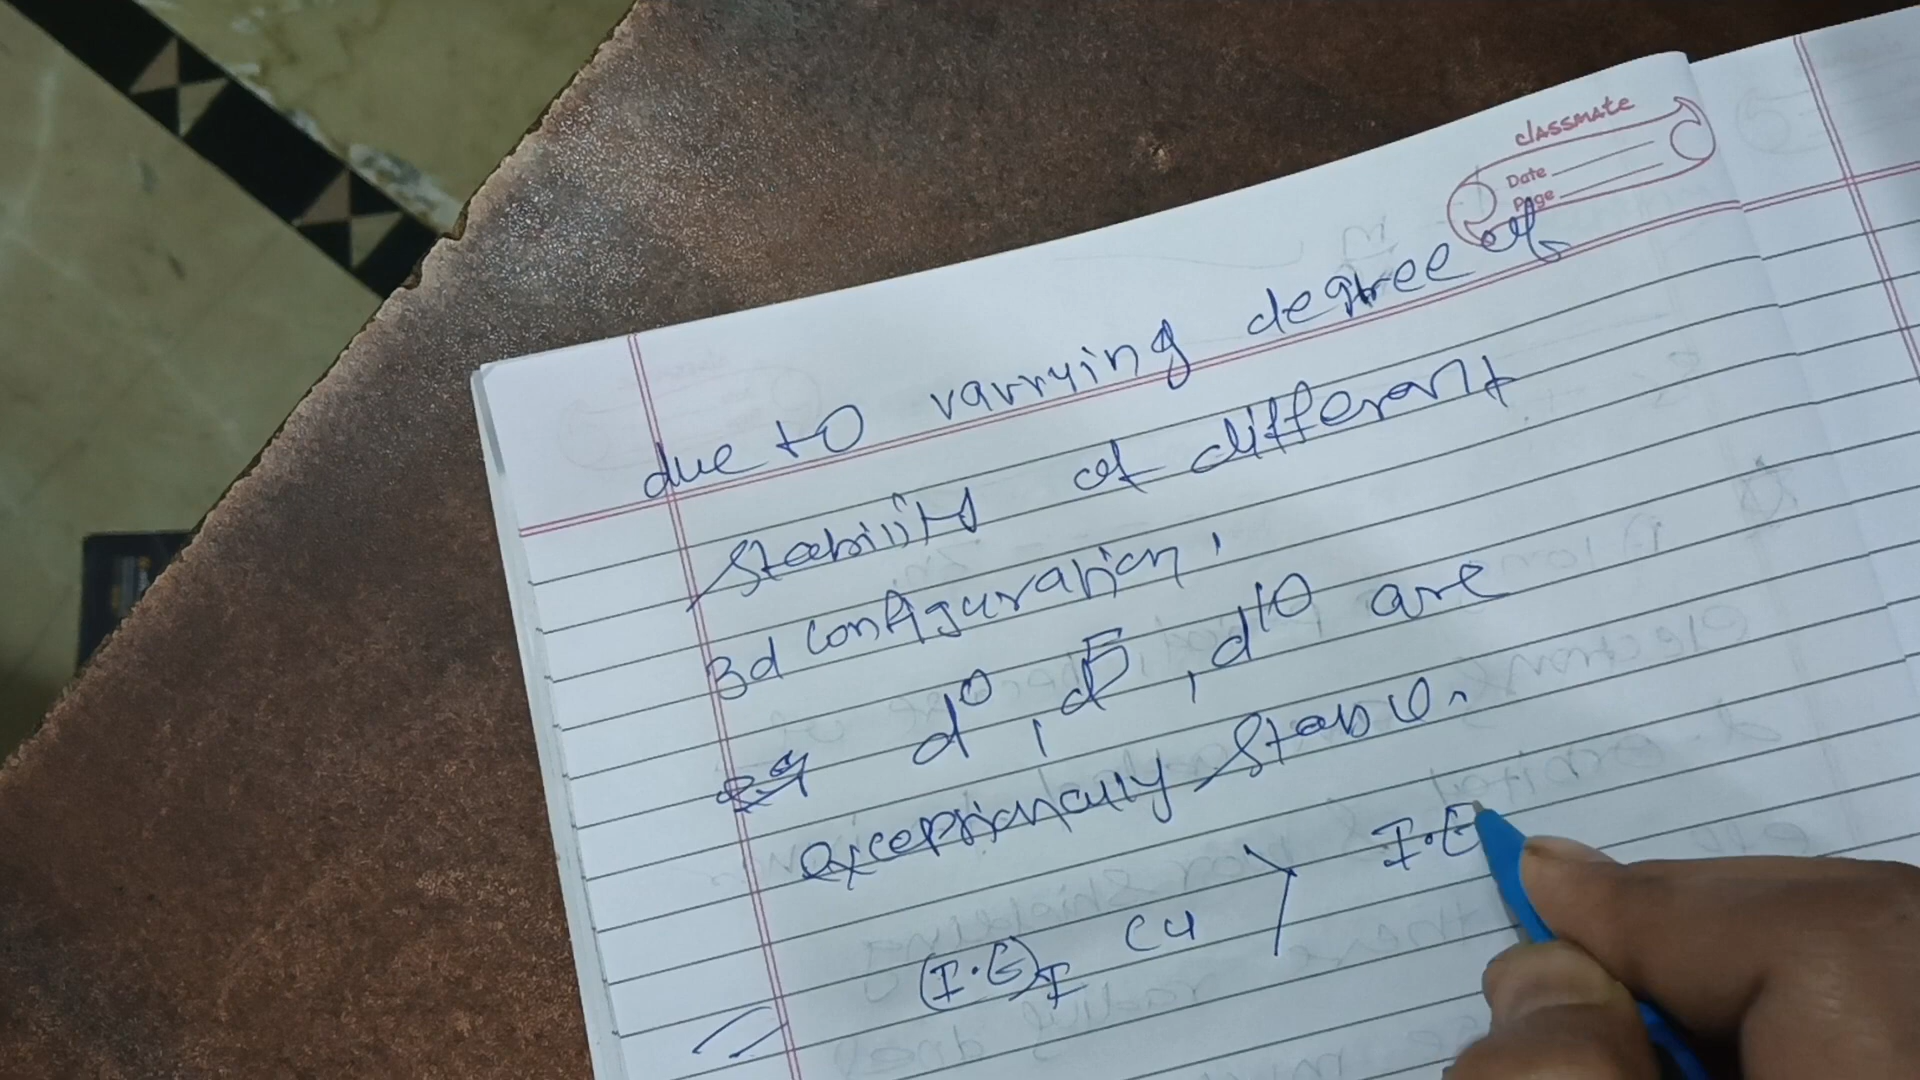 classmate
Date
Page
due to varrying degree of
stability of different
3d configuration.
d⁰, d⁵, d¹⁰ are
exceptionally stable.
(I.E)I Cu > I.E